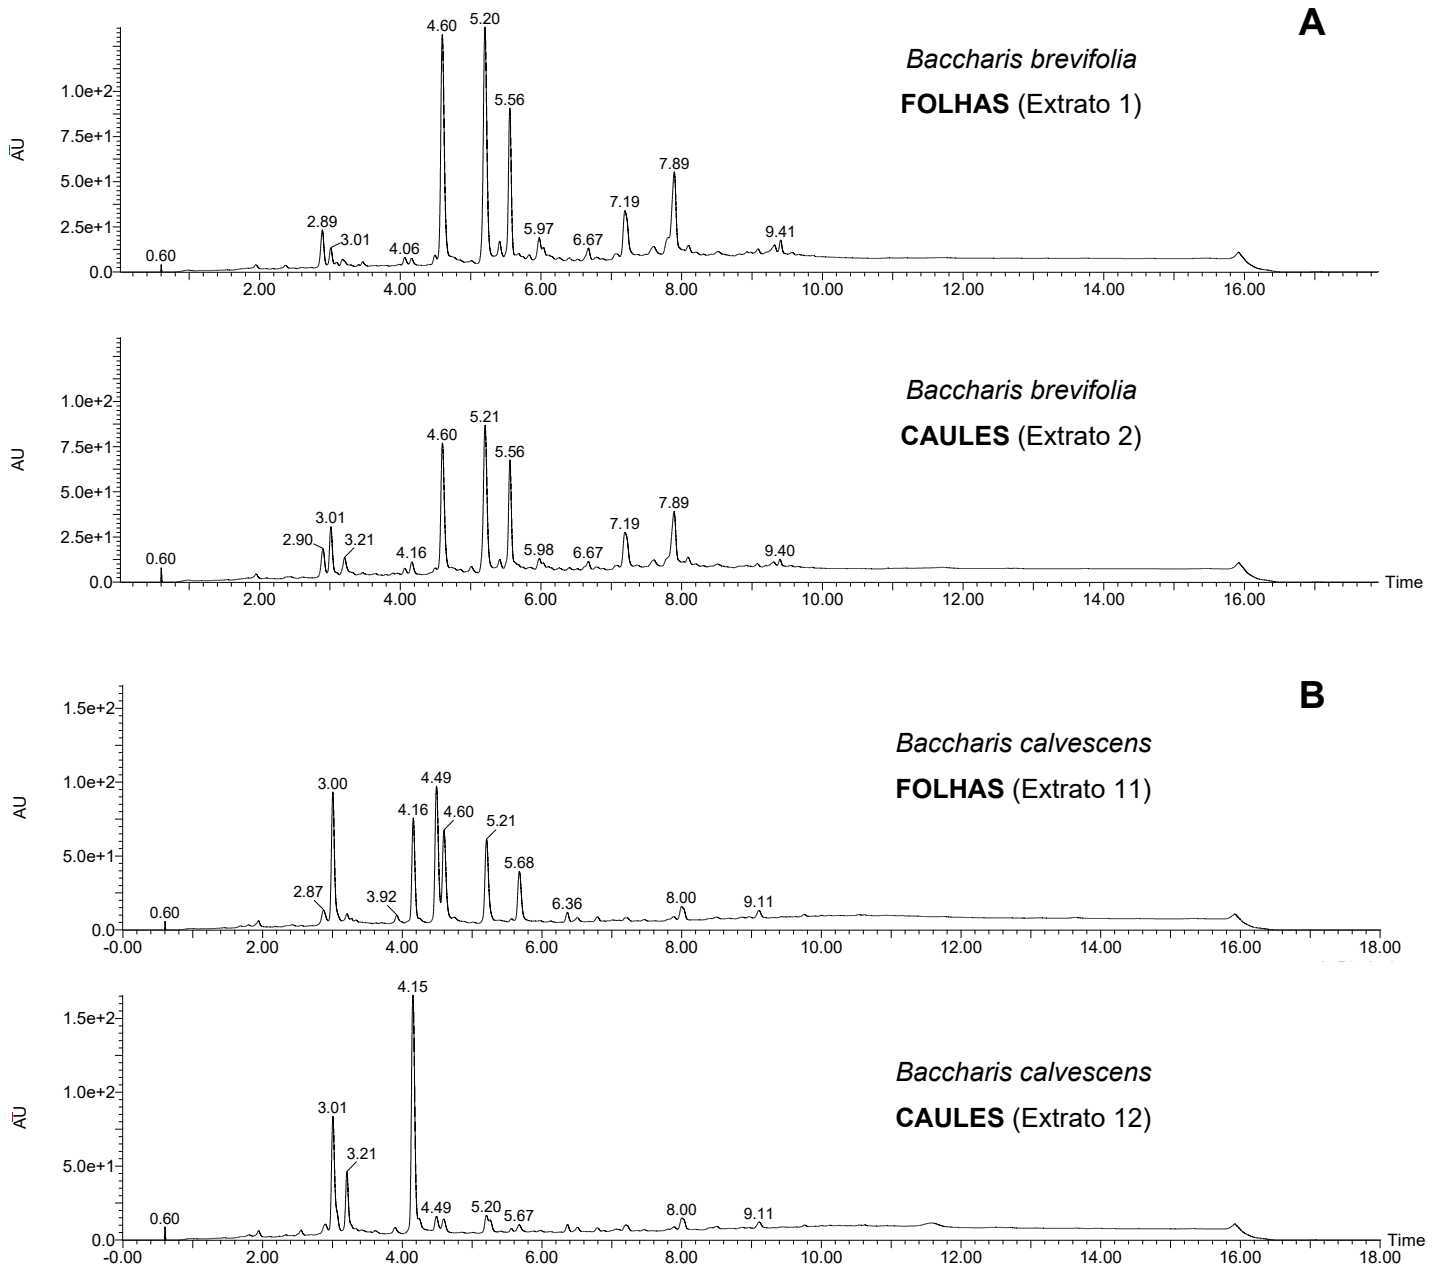 A
Baccharis brevifolia
FOLHAS (Extrato 1)
AU
1.0e+2
7.5e+1
5.0e+1
2.5e+1
0.0
0.60
2.89
3.01
4.06
4.60
5.20
5.56
5.97
6.67
7.19
7.89
9.41
2.00 4.00 6.00 8.00 10.00 12.00 14.00 16.00
Baccharis brevifolia
CAULES (Extrato 2)
AU
1.0e+2
7.5e+1
5.0e+1
2.5e+1
0.0
0.60
2.90
3.01
3.21
4.16
4.60
5.21
5.56
5.98
6.67
7.19
7.89
9.40
2.00 4.00 6.00 8.00 10.00 12.00 14.00 16.00
Time
B
Baccharis calvescens
FOLHAS (Extrato 11)
AU
1.5e+2
1.0e+2
5.0e+1
0.0
0.60
2.87
3.00
3.92
4.16
4.49
4.60
5.21
5.68
6.36
8.00
9.11
-0.00 2.00 4.00 6.00 8.00 10.00 12.00 14.00 16.00 18.00
Baccharis calvescens
CAULES (Extrato 12)
AU
1.5e+2
1.0e+2
5.0e+1
0.0
0.60
3.01
3.21
4.15
4.49
5.20
5.67
8.00
9.11
-0.00 2.00 4.00 6.00 8.00 10.00 12.00 14.00 16.00 18.00
Time